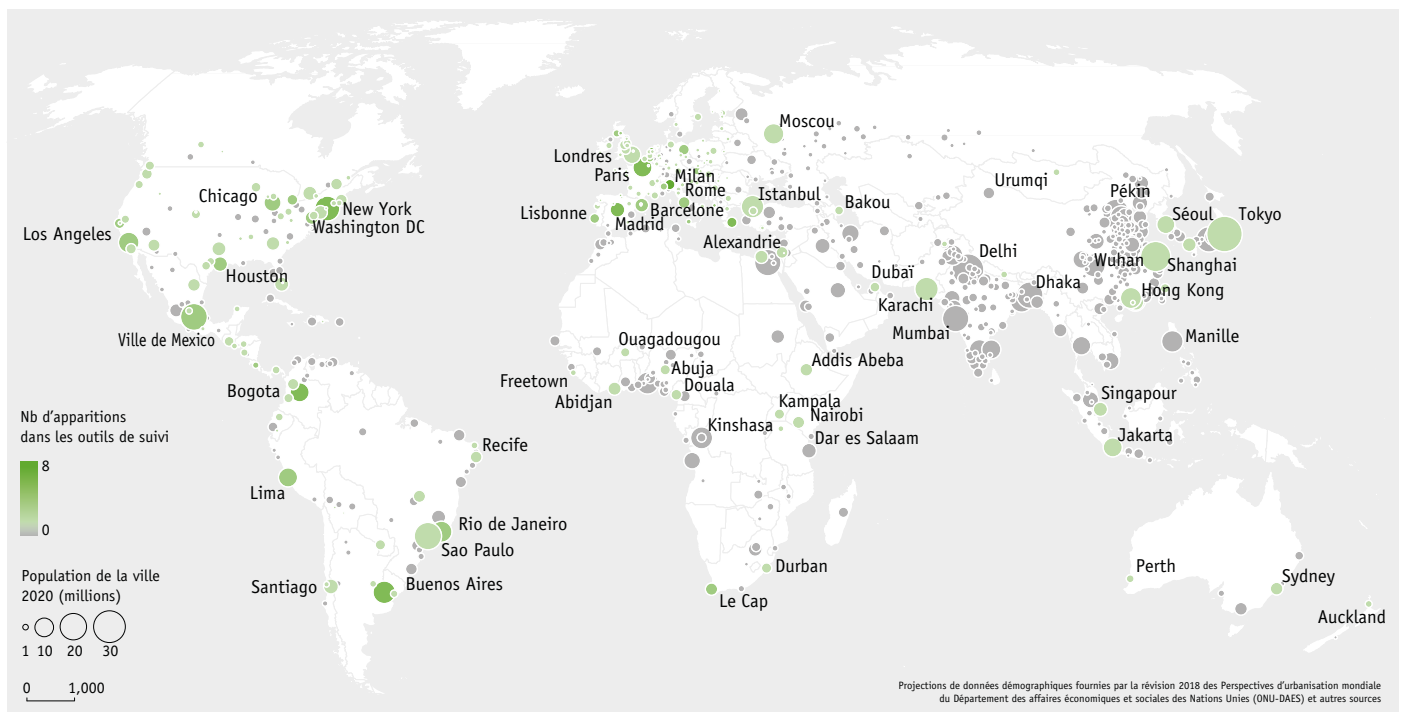 Moscou
Londres
Paris
Milan
Rome
Istanbul
Urumqi
Pékin
Chicago
New York
Washington DC
Lisbonne
Madrid
Barcelone
Bakou
Séoul
Tokyo
Los Angeles
Alexandrie
Delhi
Wuhan
Shanghai
Houston
Dubaï
Dhaka
Hong Kong
Karachi
Ville de Mexico
Mumbai
Manille
Ouagadougou
Addis Abeba
Abuja
Freetown
Douala
Bogota
Abidjan
Singapour
Kampala
Nairobi
Kinshasa
Dar es Salaam
Jakarta
Recife
Lima
Rio de Janeiro
Sao Paulo
Santiago
Buenos Aires
Durban
Le Cap
Perth
Sydney
Auckland
Nb d'apparitions
dans les outils de suivi
8
0
Population de la ville
2020 (millions)
1 10 20 30
0 1,000
Projections de données démographiques fournies par la révision 2018 des Perspectives d'urbanisation mondiale
du Département des affaires économiques et sociales des Nations Unies (ONU-DAES) et autres sources